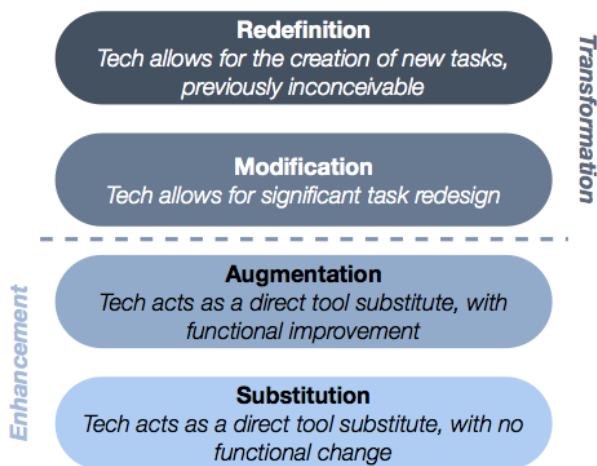 Redefinition
Tech allows for the creation of new tasks,
previously inconceivable
Modification
Tech allows for significant task redesign
Transformation
Augmentation
Tech acts as a direct tool substitute, with
functional improvement
Substitution
Tech acts as a direct tool substitute, with no
functional change
Enhancement